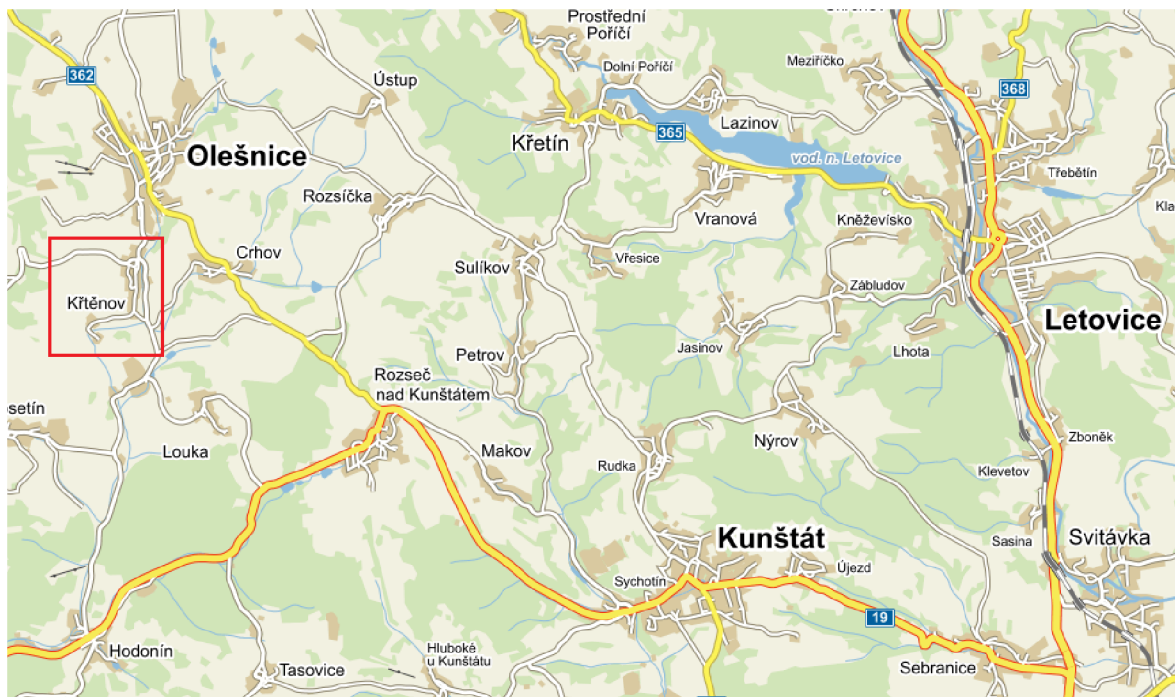 Prostřední
Poříčí
Dolní Poříčí
Meziříčko
362
Ústup
368
365
Lazinov
Křetín
Olešnice
vod. n. Letovice
Třebětín
Rozsíčka
Vranová
Kněževísko
Kla
Crhov
Sulíkov
Vřesice
Zábludov
Křtěnov
Letovice
Petrov
Jasinov
Lhota
Rozseč
nad Kunštátem
esetín
Louka
Makov
Nýrov
Zboněk
Rudka
Klevetov
Kunštát
Sasina
Svitávka
Sychotín
Újezd
19
Hodonín
Tasovice
Hluboké
u Kunštátu
Sebranice